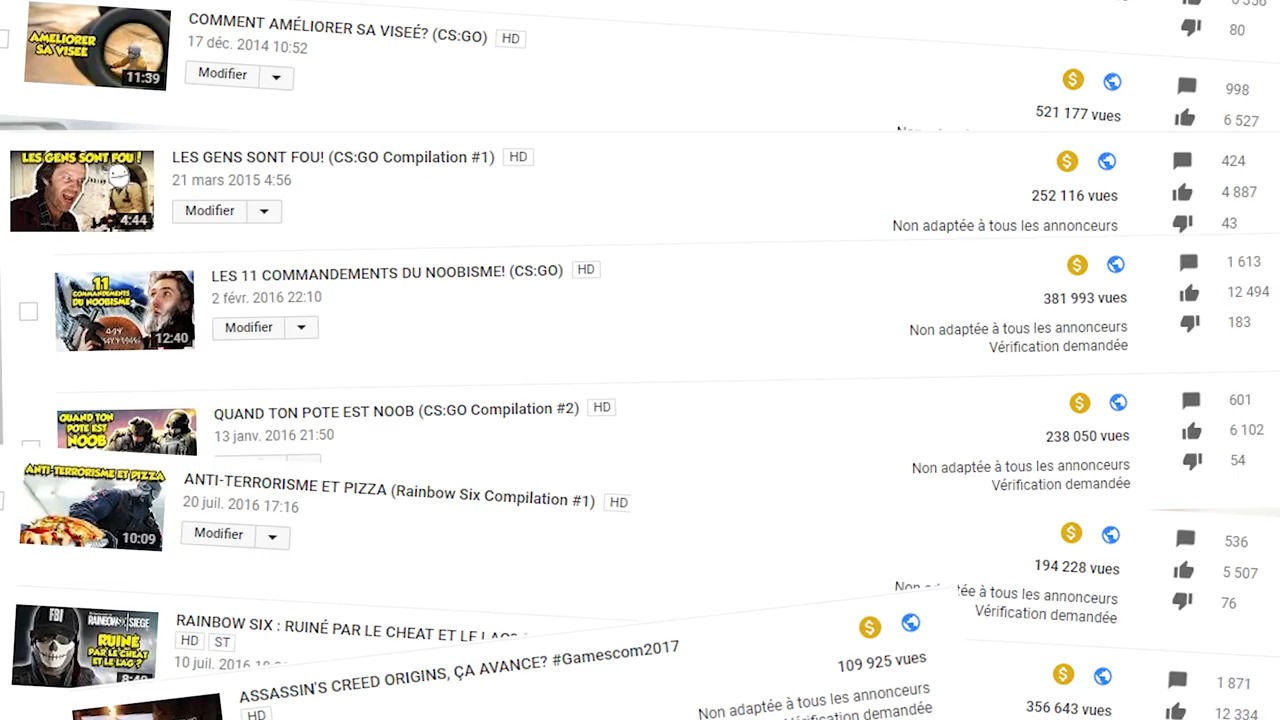 80
AMÉLIORER
SA VISEÉ
11:39
COMMENT AMÉLIORER SA VISEÉ? (CS:GO) HD
17 déc. 2014 10:52
Modifier
521 177 vues
998
6 527
LES GENS SONT FOU !
4:44
LES GENS SONT FOU! (CS:GO Compilation #1) HD
21 mars 2015 4:56
Modifier
252 116 vues
Non adaptée à tous les annonceurs
424
4 887
43
11
COMMANDEMENTS
DU NOOBISME
12:40
LES 11 COMMANDEMENTS DU NOOBISME! (CS:GO) HD
2 févr. 2016 22:10
Modifier
381 993 vues
Non adaptée à tous les annonceurs
Vérification demandée
1 613
12 494
183
QUAND TON
POTE EST
NOOB
QUAND TON POTE EST NOOB (CS:GO Compilation #2) HD
13 janv. 2016 21:50
238 050 vues
Non adaptée à tous les annonceurs
Vérification demandée
601
6 102
54
ANTI-TERRORISME ET PIZZA
10:09
ANTI-TERRORISME ET PIZZA (Rainbow Six Compilation #1) HD
20 juil. 2016 17:16
Modifier
194 228 vues
Non adaptée à tous les annonceurs
Vérification demandée
536
5 507
76
FBI
RAINBOW SIX SIEGE
RUINÉ
PAR LE CHEAT
ET LE LAG ?
RAINBOW SIX : RUINÉ PAR LE CHEAT ET LE LAG?
HD ST
10 juil. 2016
356 643 vues
1 871
12 334
ASSASSIN'S CREED ORIGINS, ÇA AVANCE? #Gamescom2017
HD
109 925 vues
Non adaptée à tous les annonceurs
Vérification demandée